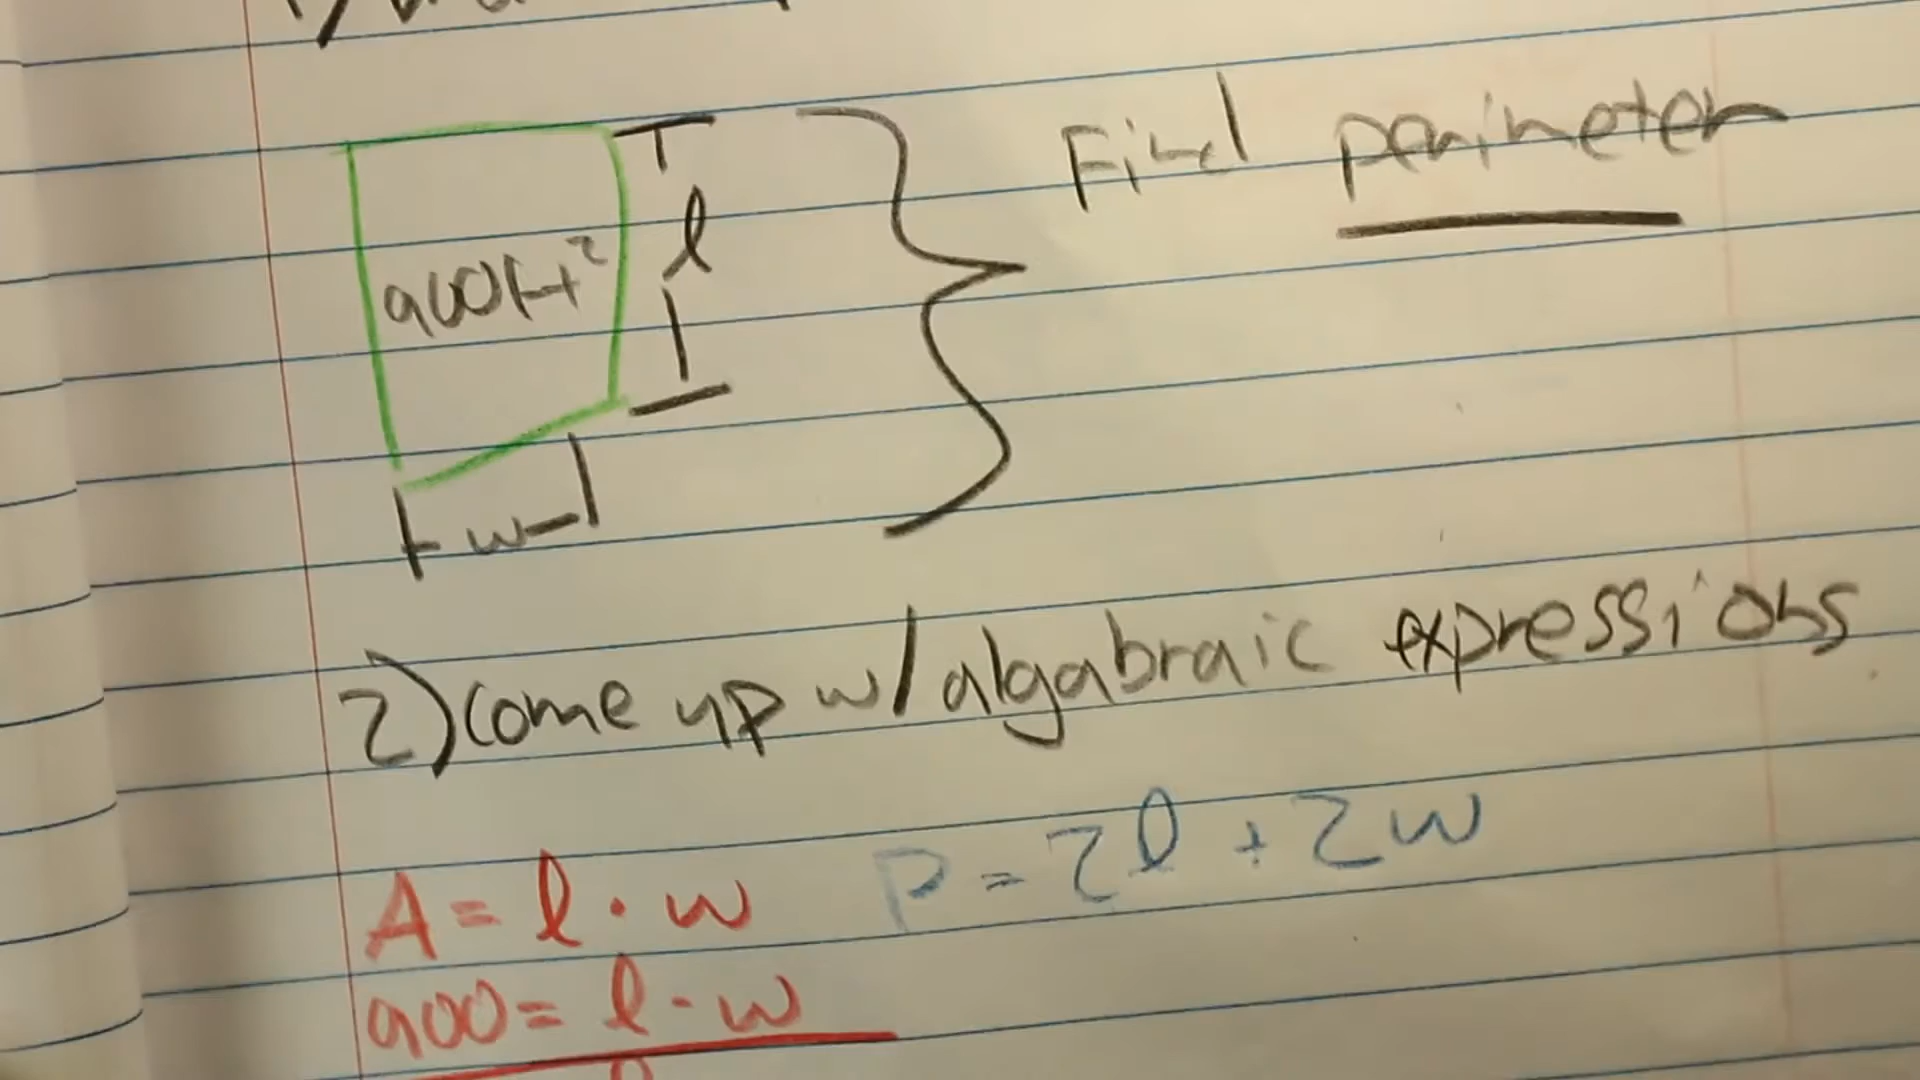 Find perimeter
l
900ft²
w
2) come up w/ algabraic expressions
P = 2l + 2w
A = l · w
900 = l · w